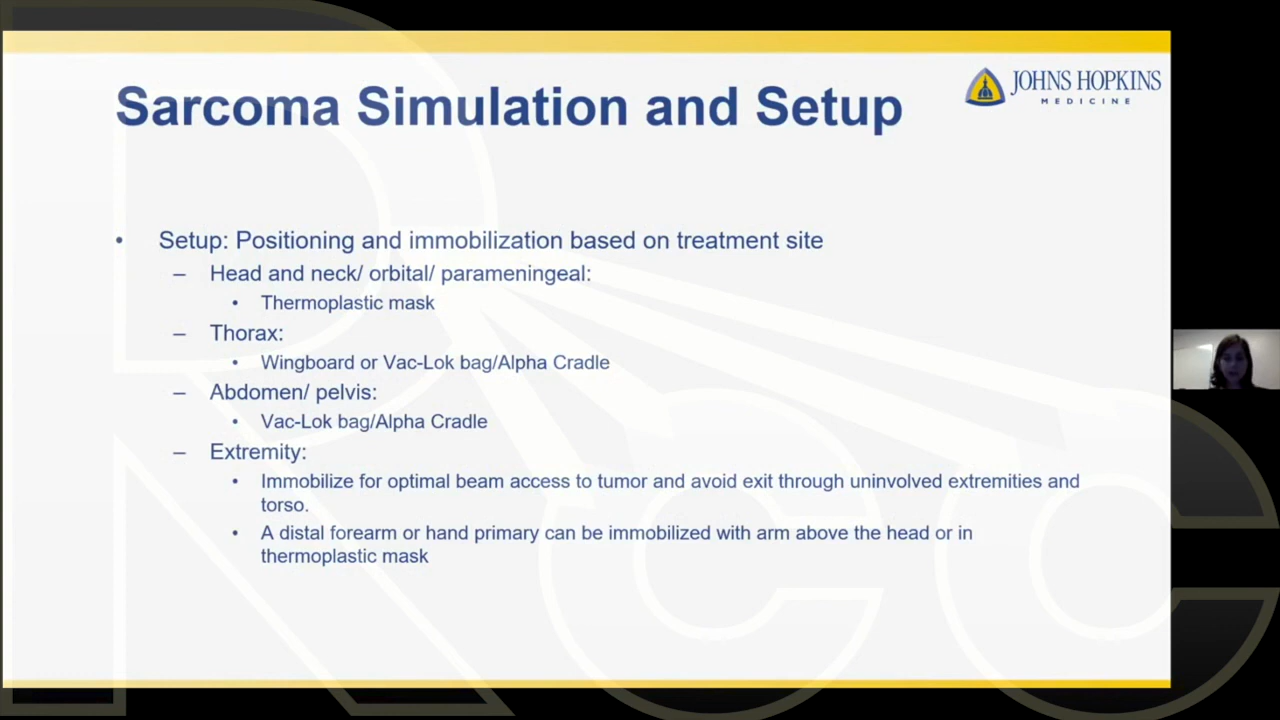 Sarcoma Simulation and Setup
JOHNS HOPKINS
MEDICINE
• Setup: Positioning and immobilization based on treatment site
– Head and neck/ orbital/ parameningeal:
• Thermoplastic mask
– Thorax:
• Wingboard or Vac-Lok bag/Alpha Cradle
– Abdomen/ pelvis:
• Vac-Lok bag/Alpha Cradle
– Extremity:
• Immobilize for optimal beam access to tumor and avoid exit through uninvolved extremities and
torso.
• A distal forearm or hand primary can be immobilized with arm above the head or in
thermoplastic mask